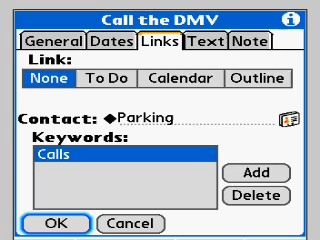 Call the DMV
General Dates Links Text Note
Link:
None To Do Calendar Outline
Contact: ◆Parking
Keywords:
Calls
Add
Delete
OK Cancel